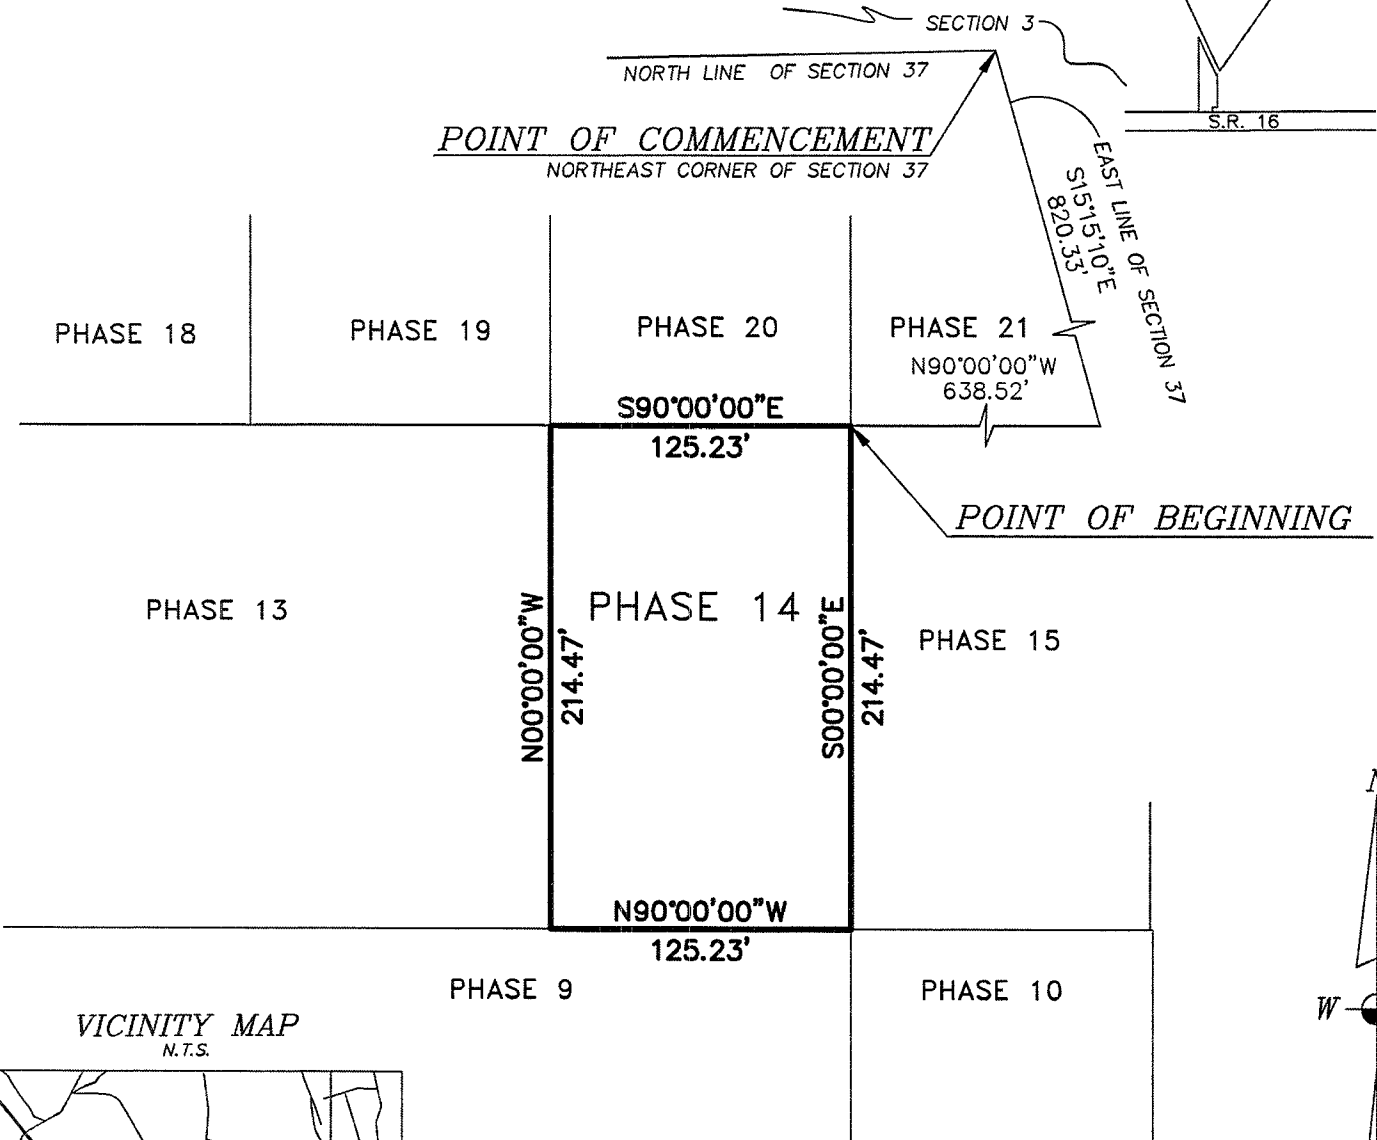 SECTION 3
NORTH LINE OF SECTION 37
S.R. 16
POINT OF COMMENCEMENT
NORTHEAST CORNER OF SECTION 37
EAST LINE OF SECTION 37
S15°15'10"E
820.33'
PHASE 18
PHASE 19
PHASE 20
PHASE 21
N90°00'00"W
638.52'
S90°00'00"E
125.23'
POINT OF BEGINNING
PHASE 13
PHASE 14
N00°00'00"W
214.47'
S00°00'00"E
214.47'
PHASE 15
N90°00'00"W
125.23'
PHASE 9
PHASE 10
W
VICINITY MAP
N.T.S.